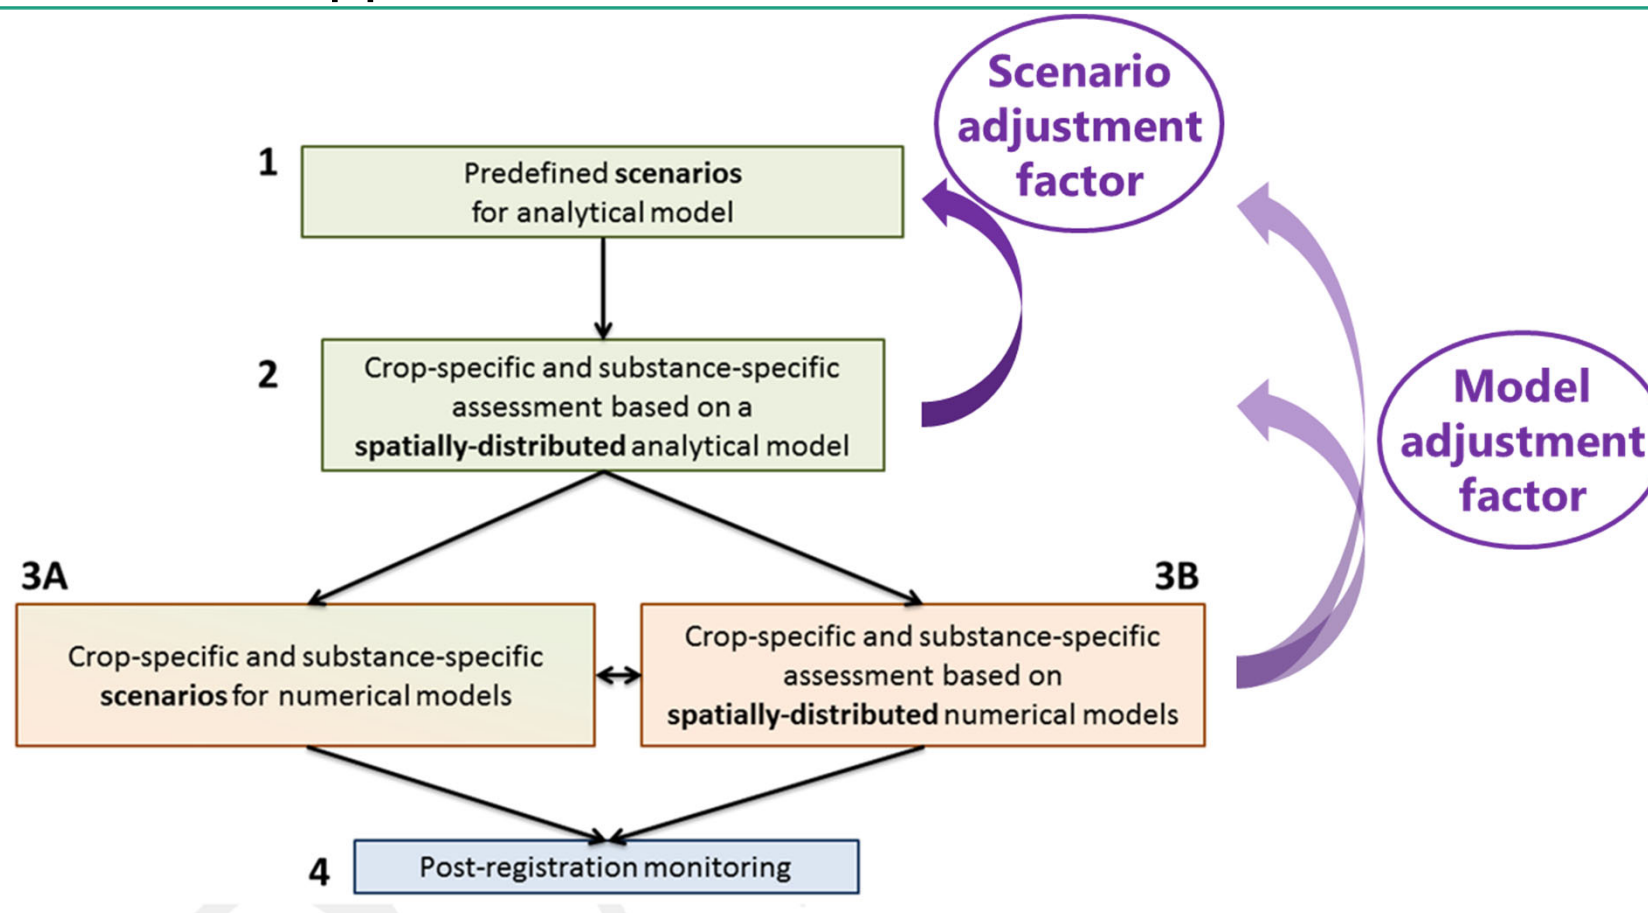 Scenario
adjustment
factor
1
Predefined scenarios
for analytical model
2
Crop-specific and substance-specific
assessment based on a
spatially-distributed analytical model
Model
adjustment
factor
3A
3B
Crop-specific and substance-specific
scenarios for numerical models
Crop-specific and substance-specific
assessment based on
spatially-distributed numerical models
4
Post-registration monitoring